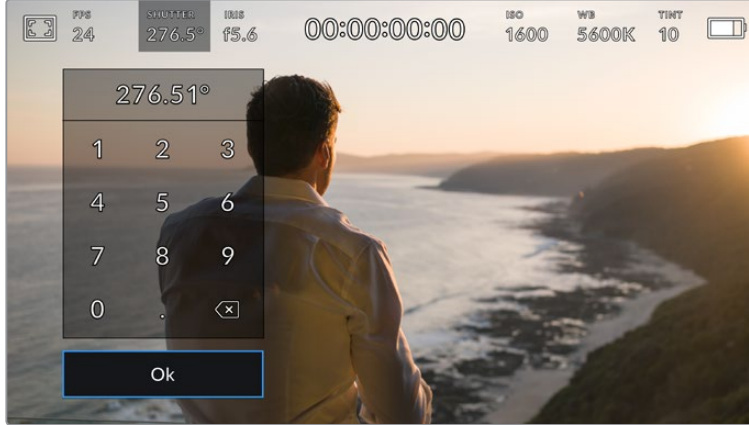 FPS SHUTTER IRIS ISO WB TINT
24 276.5° f5.6 00:00:00:00 1600 5600K 10
276.51°
1 2 3
4 5 6
7 8 9
0 .
Ok